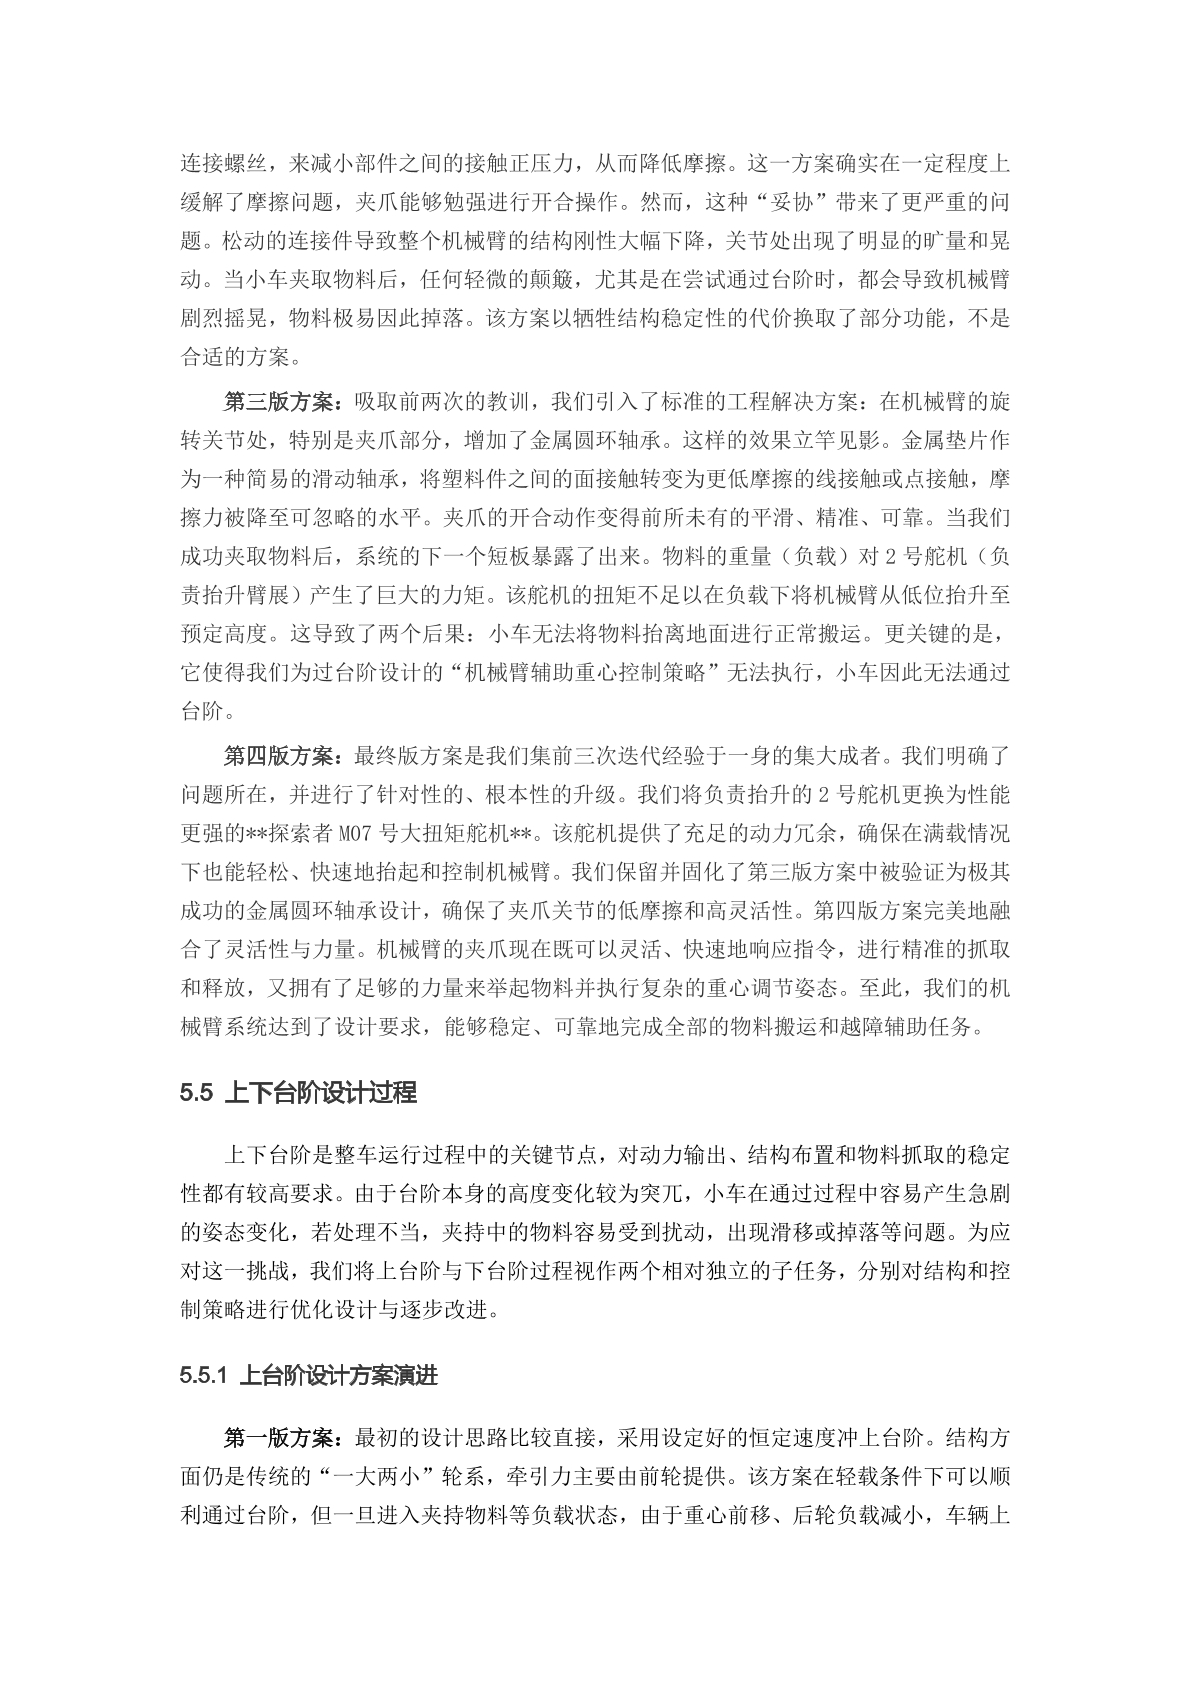 连接螺丝，来减小部件之间的接触正压力，从而降低摩擦。这一方案确实在一定程度上
缓解了摩擦问题，夹爪能够勉强进行开合操作。然而，这种“妥协”带来了更严重的问
题。松动的连接件导致整个机械臂的结构刚性大幅下降，关节处出现了明显的旷量和晃
动。当小车夹取物料后，任何轻微的颠簸，尤其是在尝试通过台阶时，都会导致机械臂
剧烈摇晃，物料极易因此掉落。该方案以牺牲结构稳定性的代价换取了部分功能，不是
合适的方案。
第三版方案：吸取前两次的教训，我们引入了标准的工程解决方案：在机械臂的旋
转关节处，特别是夹爪部分，增加了金属圆环轴承。这样的效果立竿见影。金属垫片作
为一种简易的滑动轴承，将塑料件之间的面接触转变为更低摩擦的线接触或点接触，摩
擦力被降至可忽略的水平。夹爪的开合动作变得前所未有的平滑、精准、可靠。当我们
成功夹取物料后，系统的下一个短板暴露了出来。物料的重量（负载）对 2 号舵机（负
责抬升臂展）产生了巨大的力矩。该舵机的扭矩不足以在负载下将机械臂从低位抬升至
预定高度。这导致了两个后果：小车无法将物料抬离地面进行正常搬运。更关键的是，
它使得我们为过台阶设计的“机械臂辅助重心控制策略”无法执行，小车因此无法通过
台阶。
第四版方案：最终版方案是我们集前三次迭代经验于一身的集大成者。我们明确了
问题所在，并进行了针对性的、根本性的升级。我们将负责抬升的 2 号舵机更换为性能
更强的**探索者 M07 号大扭矩舵机**。该舵机提供了充足的动力冗余，确保在满载情况
下也能轻松、快速地抬起和控制机械臂。我们保留并固化了第三版方案中被验证为极其
成功的金属圆环轴承设计，确保了夹爪关节的低摩擦和高灵活性。第四版方案完美地融
合了灵活性与力量。机械臂的夹爪现在既可以灵活、快速地响应指令，进行精准的抓取
和释放，又拥有了足够的力量来举起物料并执行复杂的重心调节姿态。至此，我们的机
械臂系统达到了设计要求，能够稳定、可靠地完成全部的物料搬运和越障辅助任务。
5.5 上下台阶设计过程
上下台阶是整车运行过程中的关键节点，对动力输出、结构布置和物料抓取的稳定
性都有较高要求。由于台阶本身的高度变化较为突兀，小车在通过过程中容易产生急剧
的姿态变化，若处理不当，夹持中的物料容易受到扰动，出现滑移或掉落等问题。为应
对这一挑战，我们将上台阶与下台阶过程视作两个相对独立的子任务，分别对结构和控
制策略进行优化设计与逐步改进。
5.5.1 上台阶设计方案演进
第一版方案：最初的设计思路比较直接，采用设定好的恒定速度冲上台阶。结构方
面仍是传统的“一大两小”轮系，牵引力主要由前轮提供。该方案在轻载条件下可以顺
利通过台阶，但一旦进入夹持物料等负载状态，由于重心前移、后轮负载减小，车辆上